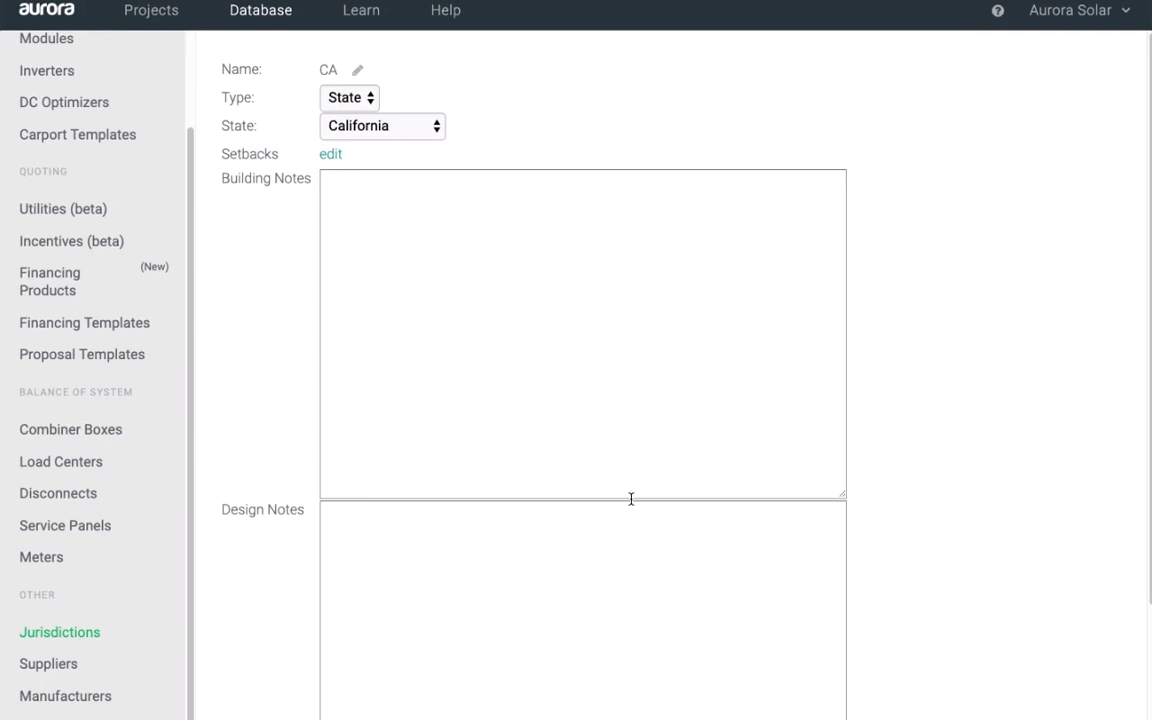 aurora Projects Database Learn Help ? Aurora Solar
Modules
Inverters
DC Optimizers
Carport Templates
QUOTING
Utilities (beta)
Incentives (beta)
Financing Products (New)
Financing Templates
Proposal Templates
BALANCE OF SYSTEM
Combiner Boxes
Load Centers
Disconnects
Service Panels
Meters
OTHER
Jurisdictions
Suppliers
Manufacturers
Name: CA
Type: State
State: California
Setbacks edit
Building Notes
Design Notes